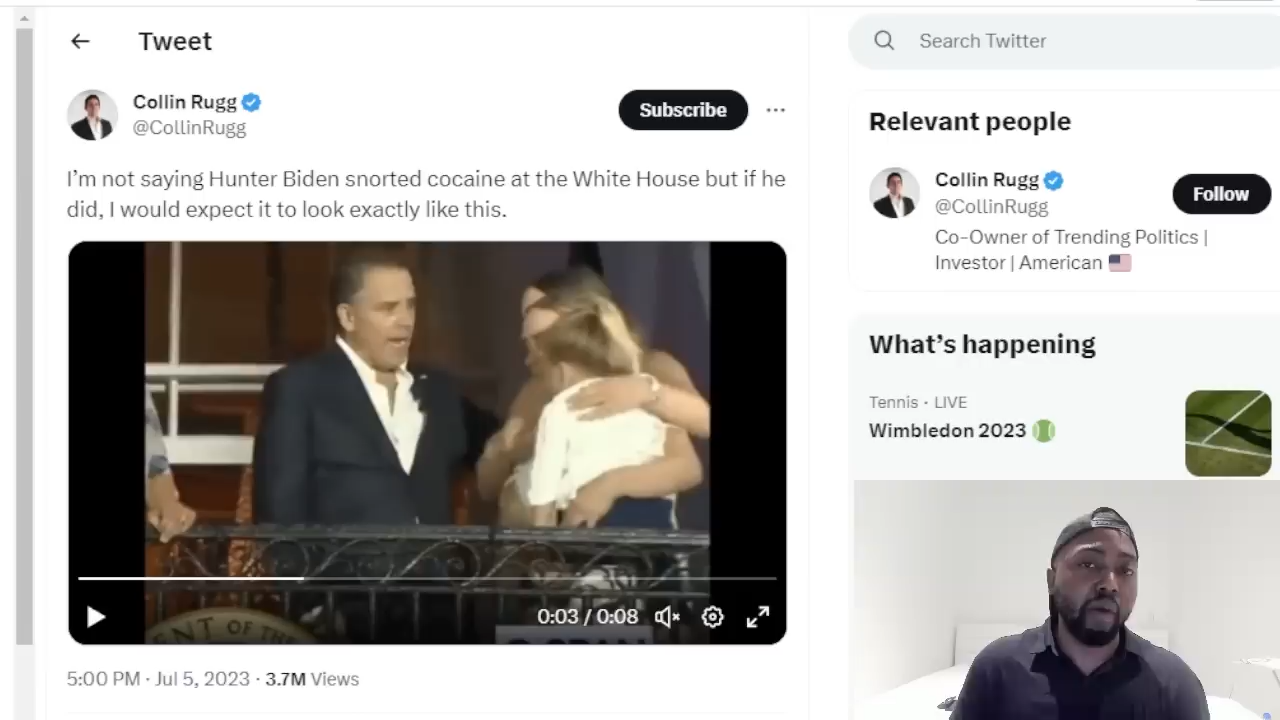 Tweet
Search Twitter
Collin Rugg
@CollinRugg
Subscribe
I’m not saying Hunter Biden snorted cocaine at the White House but if he
did, I would expect it to look exactly like this.
0:03 / 0:08
ENT OF THE
5:00 PM · Jul 5, 2023 · 3.7M Views
Relevant people
Collin Rugg
@CollinRugg
Follow
Co-Owner of Trending Politics |
Investor | American
What’s happening
Tennis · LIVE
Wimbledon 2023